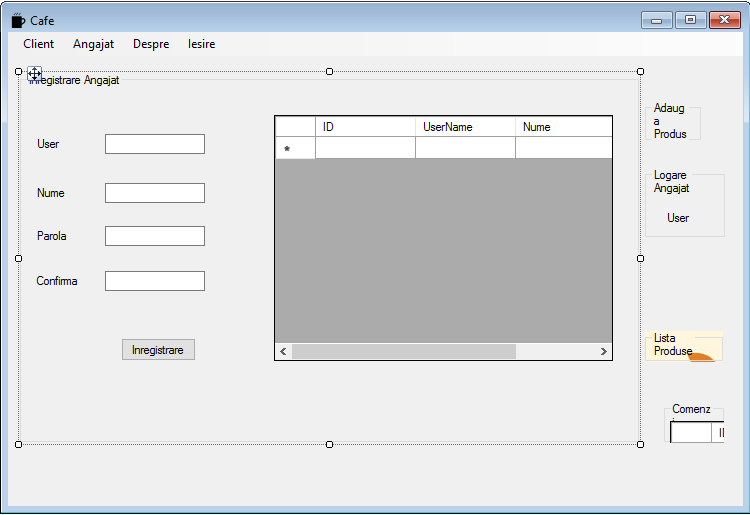 Cafe
Client Angajat Despre Iesire
Inregistrare Angajat
ID UserName Nume
*
User
Nume
Parola
Confirma
Inregistrare
Adaug
a
Produs
Logare
Angajat
User
Lista
Produse
Comenz